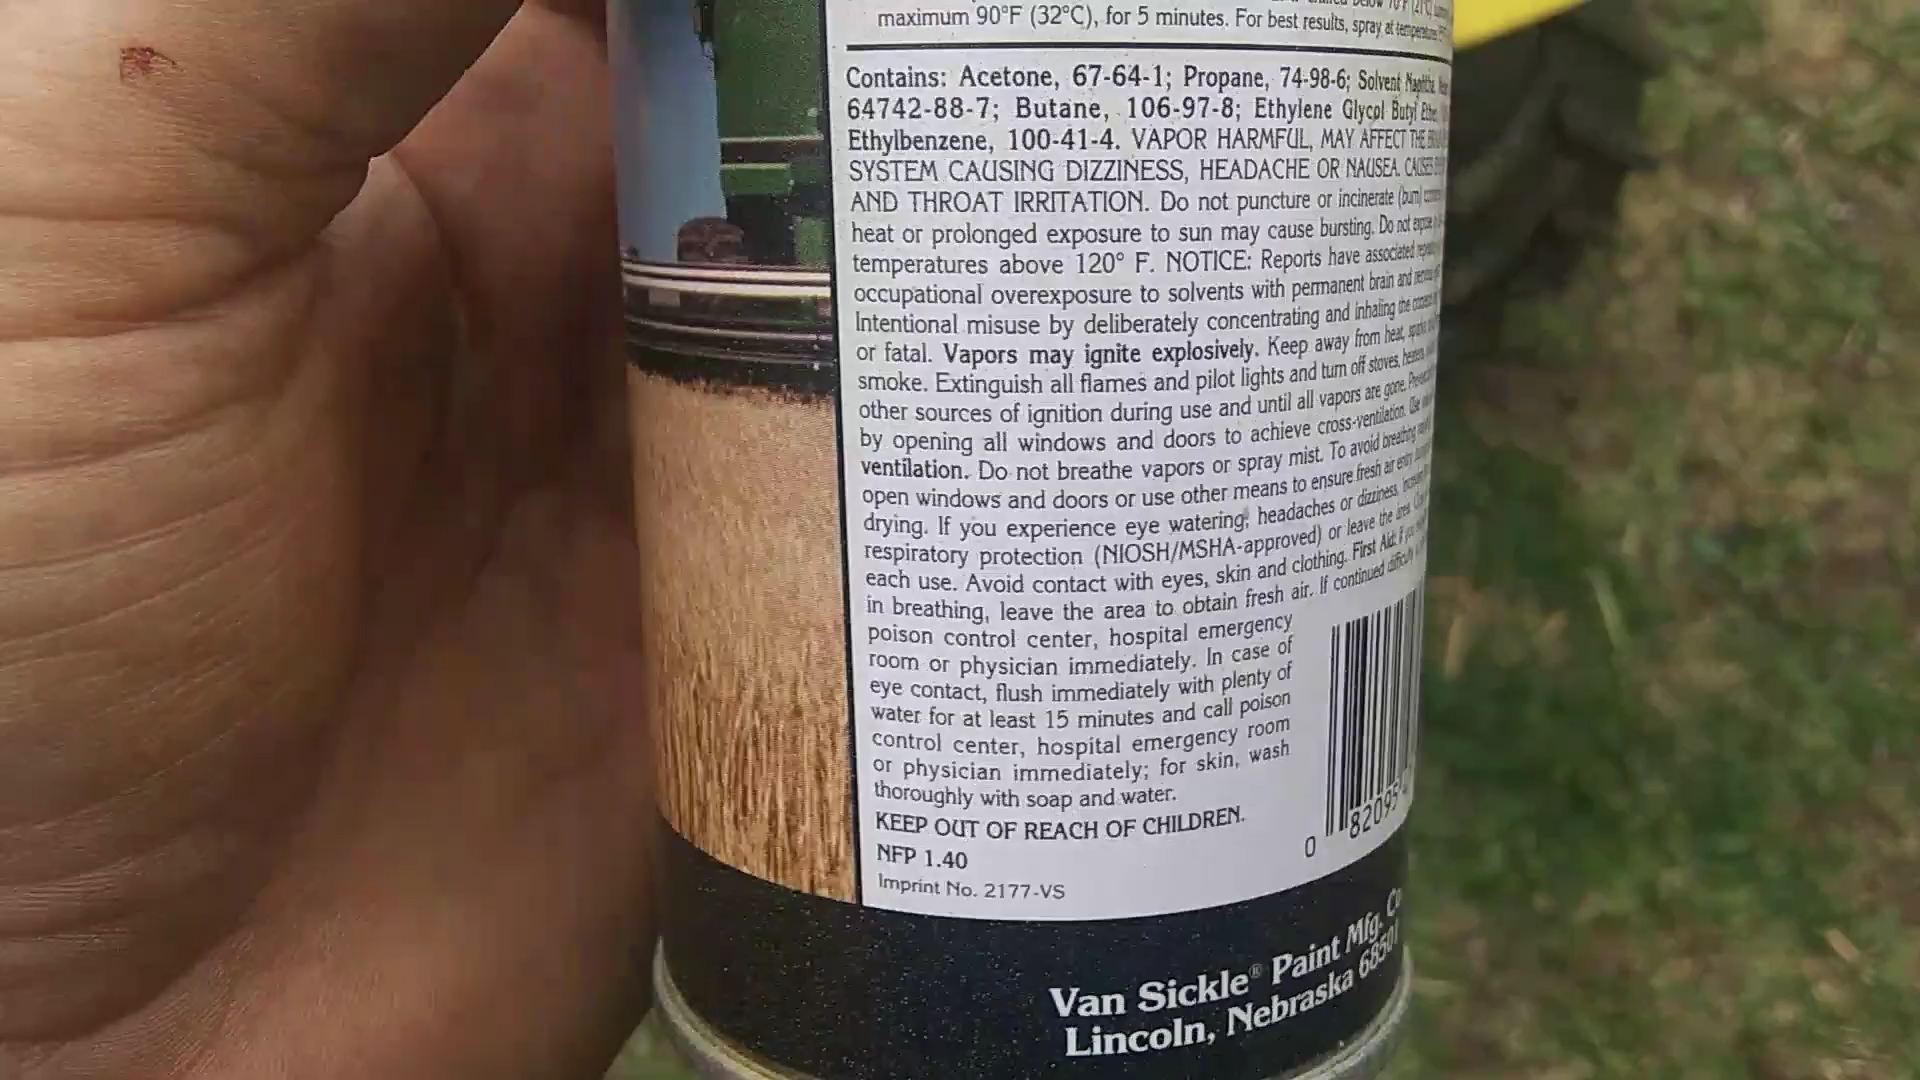 maximum 90°F (32°C), for 5 minutes. For best results, spray at temperatures
Contains: Acetone, 67-64-1; Propane, 74-98-6; Solvent Naphtha,
64742-88-7; Butane, 106-97-8; Ethylene Glycol Butyl
Ethylbenzene, 100-41-4. VAPOR HARMFUL, MAY AFFECT THE
SYSTEM CAUSING DIZZINESS, HEADACHE OR NAUSEA. CAUSES
AND THROAT IRRITATION. Do not puncture or incinerate (burn)
heat or prolonged exposure to sun may cause bursting. Do not expose
temperatures above 120° F. NOTICE: Reports have associated
occupational overexposure to solvents with permanent brain and
Intentional misuse by deliberately concentrating and inhaling the
or fatal. Vapors may ignite explosively. Keep away from heat,
smoke. Extinguish all flames and pilot lights and turn off stoves,
other sources of ignition during use and until all vapors are gone.
by opening all windows and doors to achieve cross-ventilation. Use
ventilation. Do not breathe vapors or spray mist. To avoid breathing
open windows and doors or use other means to ensure fresh air entry
drying. If you experience eye watering, headaches or dizziness,
respiratory protection (NIOSH/MSHA-approved) or leave the area.
each use. Avoid contact with eyes, skin and clothing. First Aid: If
in breathing, leave the area to obtain fresh air. If continued difficulty
poison control center, hospital emergency
room or physician immediately. In case of
eye contact, flush immediately with plenty of
water for at least 15 minutes and call poison
control center, hospital emergency room
or physician immediately; for skin, wash
thoroughly with soap and water.
KEEP OUT OF REACH OF CHILDREN.
NFP 1.40
Imprint No. 2177-VS
0 82095
Van Sickle® Paint Mfg.
Lincoln, Nebraska 68501